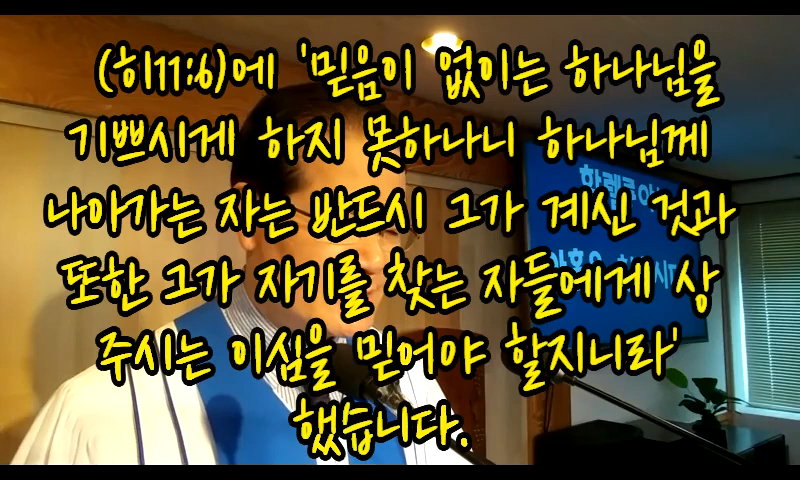 (히11:6)에 '믿음이 없이는 하나님을
기쁘시게 하지 못하나니 하나님께
나아가는 자는 반드시 그가 계신 것과
또한 그가 자기를 찾는 자들에게 상
주시는 이심을 믿어야 할지니라'
했습니다.